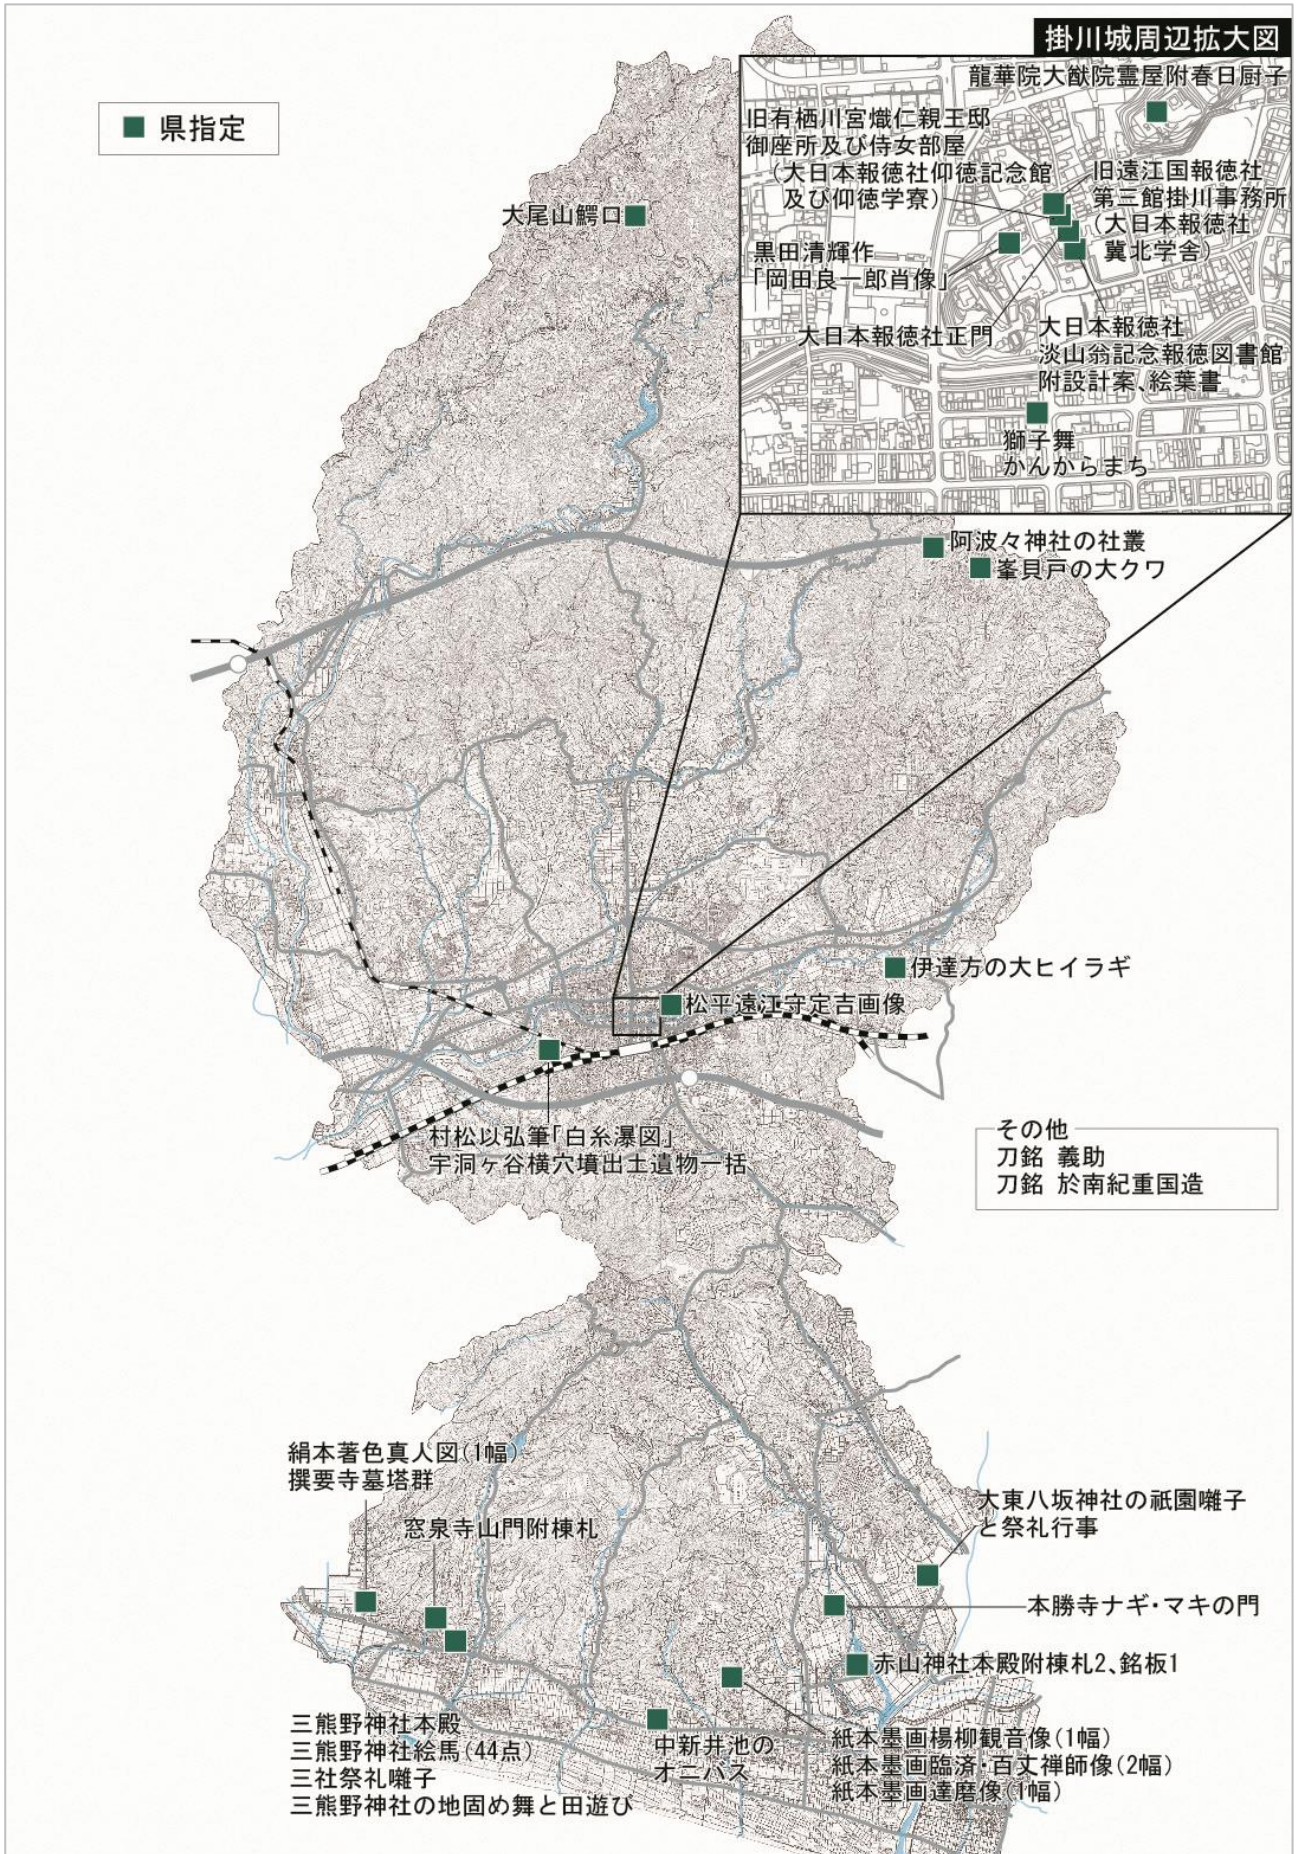 掛川城周辺拡大図
龍華院大猷院霊屋附春日厨子
県指定
旧有栖川宮熾仁親王邸
御座所及び侍女部屋
(大日本報徳社仰徳記念館
及び仰徳学寮)
旧遠江国報徳社
第三館掛川事務所
(大日本報徳社
冀北学舎)
大尾山鰐口
黒田清輝作
「岡田良一郎肖像」
大日本報徳社正門
大日本報徳社
淡山翁記念報徳図書館
附設計案、絵葉書
獅子舞
かんからまち
阿波々神社の社叢
峯貝戸の大クワ
伊達方の大ヒイラギ
松平遠江守定吉画像
村松以弘筆「白糸瀑図」
宇洞ヶ谷横穴墳出土遺物一括
その他
刀銘 義助
刀銘 於南紀重国造
絹本著色真人図(1幅)
撰要寺墓塔群
窓泉寺山門附棟札
大東八坂神社の祇園囃子
と祭礼行事
本勝寺ナギ・マキの門
赤山神社本殿附棟札2、銘板1
三熊野神社本殿
三熊野神社絵馬(44点)
三社祭礼囃子
三熊野神社の地固め舞と田遊び
中新井池の
オニバス
紙本墨画楊柳観音像(1幅)
紙本墨画臨済・百丈禅師像(2幅)
紙本墨画達磨像(1幅)